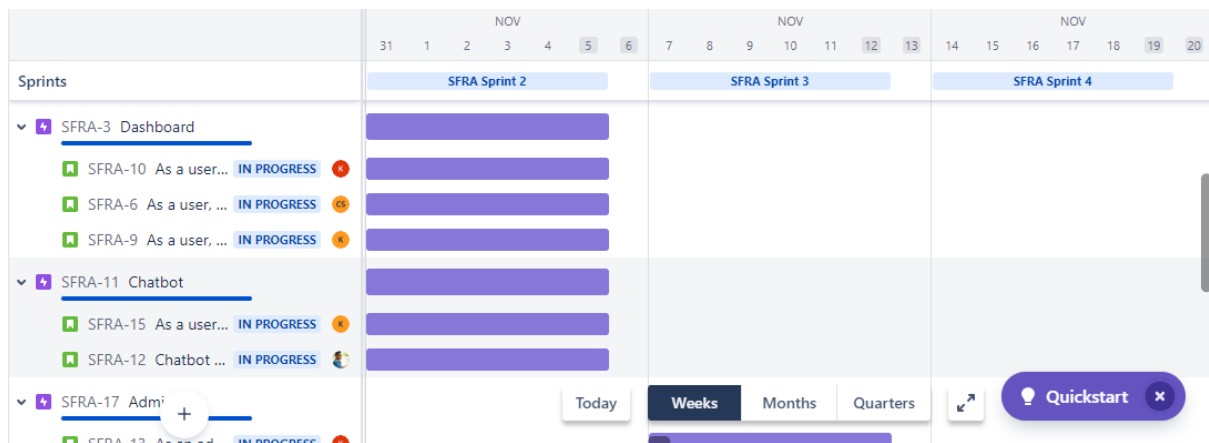 NOV NOV NOV
31 1 2 3 4 5 6 7 8 9 10 11 12 13 14 15 16 17 18 19 20
Sprints SFRA Sprint 2 SFRA Sprint 3 SFRA Sprint 4
SFRA-3 Dashboard
SFRA-10 As a user... IN PROGRESS K
SFRA-6 As a user, ... IN PROGRESS CS
SFRA-9 As a user, ... IN PROGRESS K
SFRA-11 Chatbot
SFRA-15 As a user... IN PROGRESS K
SFRA-12 Chatbot ... IN PROGRESS
SFRA-17
Today Weeks Months Quarters Quickstart
SFRA-13 IN PROGRESS